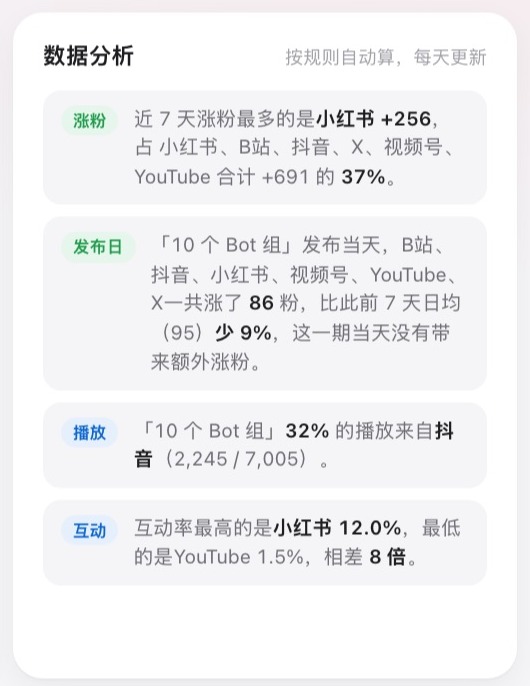 数据分析
按规则自动算，每天更新
涨粉
近 7 天涨粉最多的是小红书 +256，
占 小红书、B站、抖音、X、视频号、
YouTube 合计 +691 的 37%。
发布日
「10 个 Bot 组」发布当天，B站、
抖音、小红书、视频号、YouTube、
X一共涨了 86 粉，比此前 7 天日均
（95）少 9%，这一期当天没有带
来额外涨粉。
播放
「10 个 Bot 组」32% 的播放来自抖
音（2,245 / 7,005）。
互动
互动率最高的是小红书 12.0%，最低
的是YouTube 1.5%，相差 8 倍。